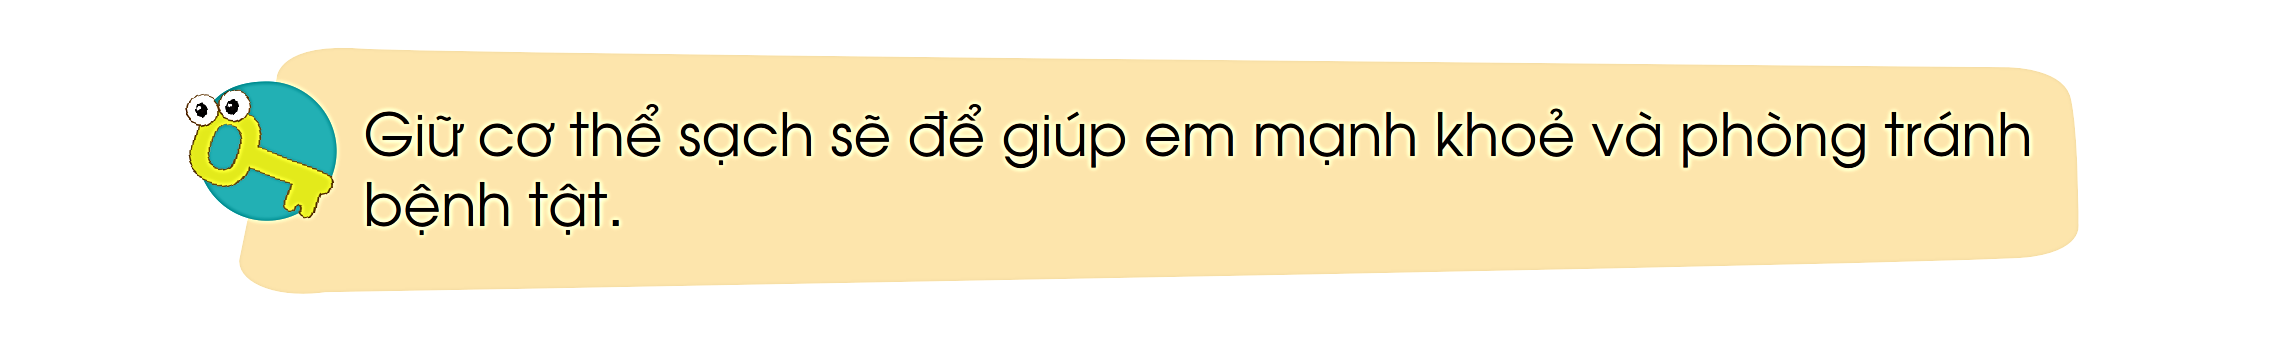 Giữ cơ thể sạch sẽ để giúp em mạnh khoẻ và phòng tránh
bệnh tật.